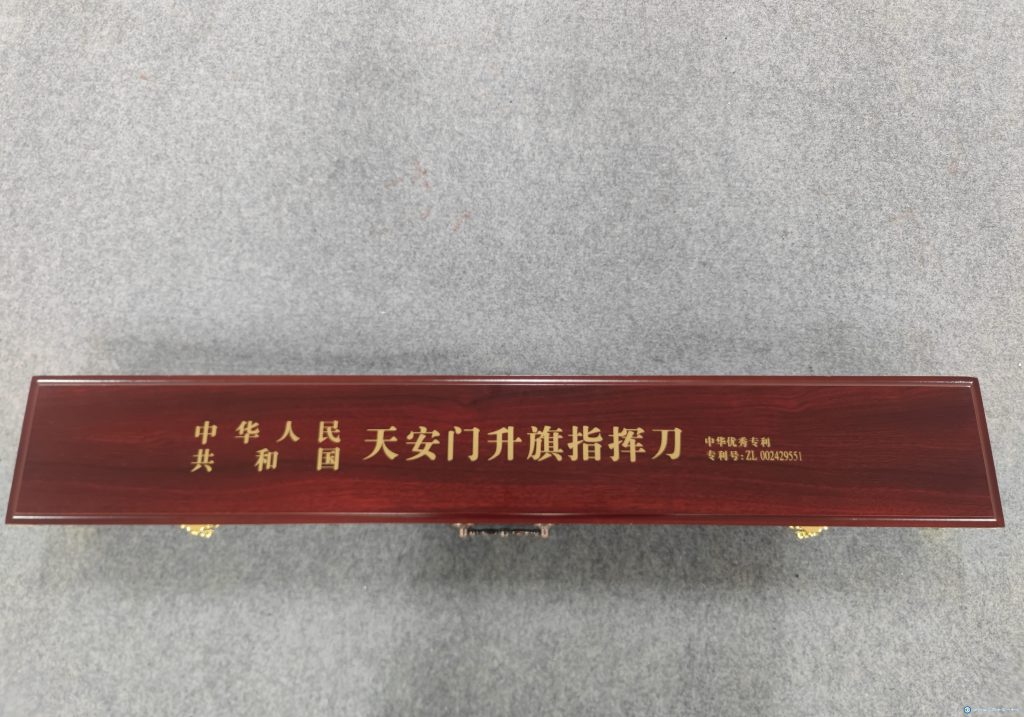 中华人民
共和国
天安门升旗指挥刀
中华优秀专利
专利号:ZL 002429551